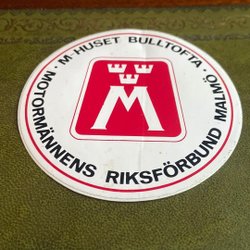 · M-HUSET BULLTOFTA ·
MOTORMÄNNENS RIKSFÖRBUND MALMÖ
M